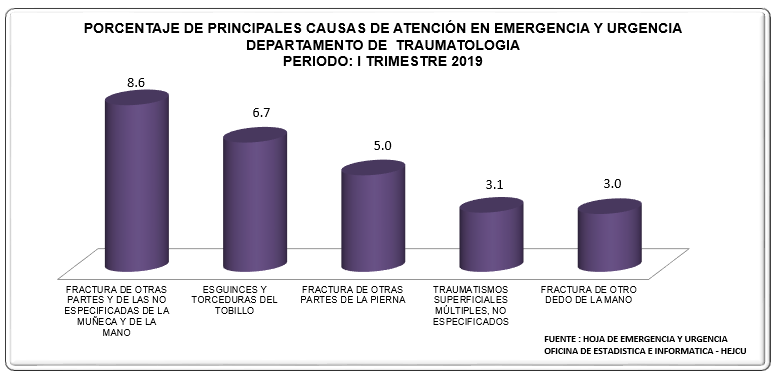 PORCENTAJE DE PRINCIPALES CAUSAS DE ATENCIÓN EN EMERGENCIA Y URGENCIA
DEPARTAMENTO DE TRAUMATOLOGIA
PERIODO: I TRIMESTRE 2019
8.6
6.7
5.0
3.1
3.0
FRACTURA DE OTRAS
PARTES Y DE LAS NO
ESPECIFICADAS DE LA
MUÑECA Y DE LA
MANO
ESGUINCES Y
TORCEDURAS DEL
TOBILLO
FRACTURA DE OTRAS
PARTES DE LA PIERNA
TRAUMATISMOS
SUPERFICIALES
MÚLTIPLES, NO
ESPECIFICADOS
FRACTURA DE OTRO
DEDO DE LA MANO
FUENTE : HOJA DE EMERGENCIA Y URGENCIA
OFICINA DE ESTADISTICA E INFORMATICA - HEJCU